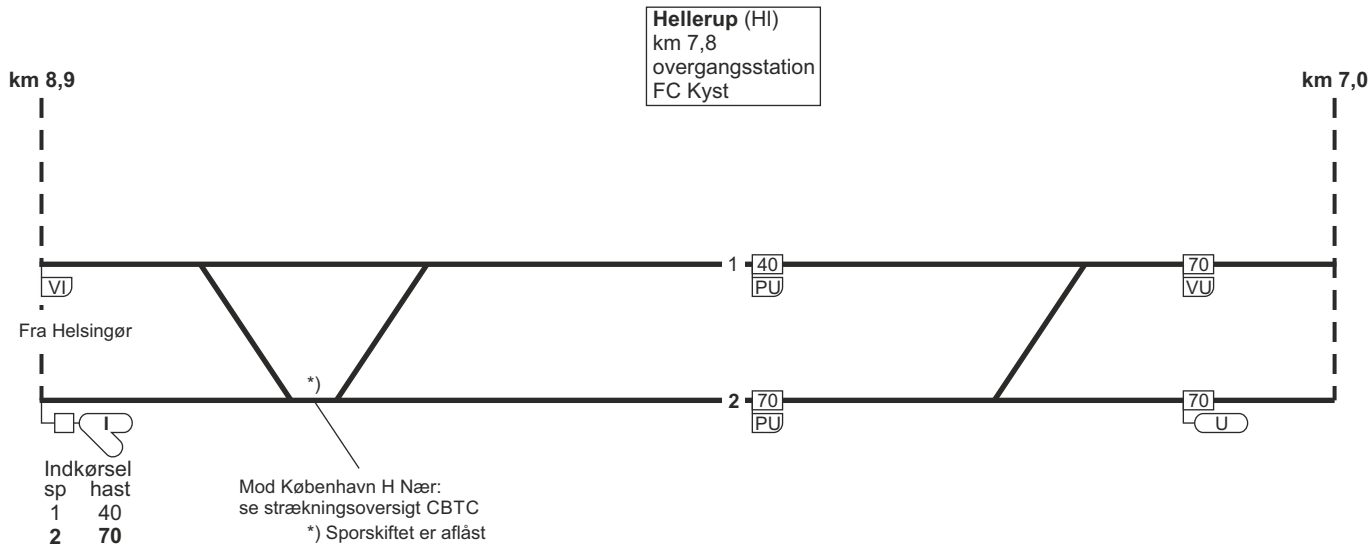 Hellerup (Hl)
km 7,8
overgangsstation
FC Kyst
km 8,9
km 7,0
1 40 70
VI PU VU
Fra Helsingør
*)
2 70 70
I PU U
Indkørsel
sp hast
1 40
2 70
Mod København H Nær:
se strækningsoversigt CBTC
*) Sporskiftet er aflåst